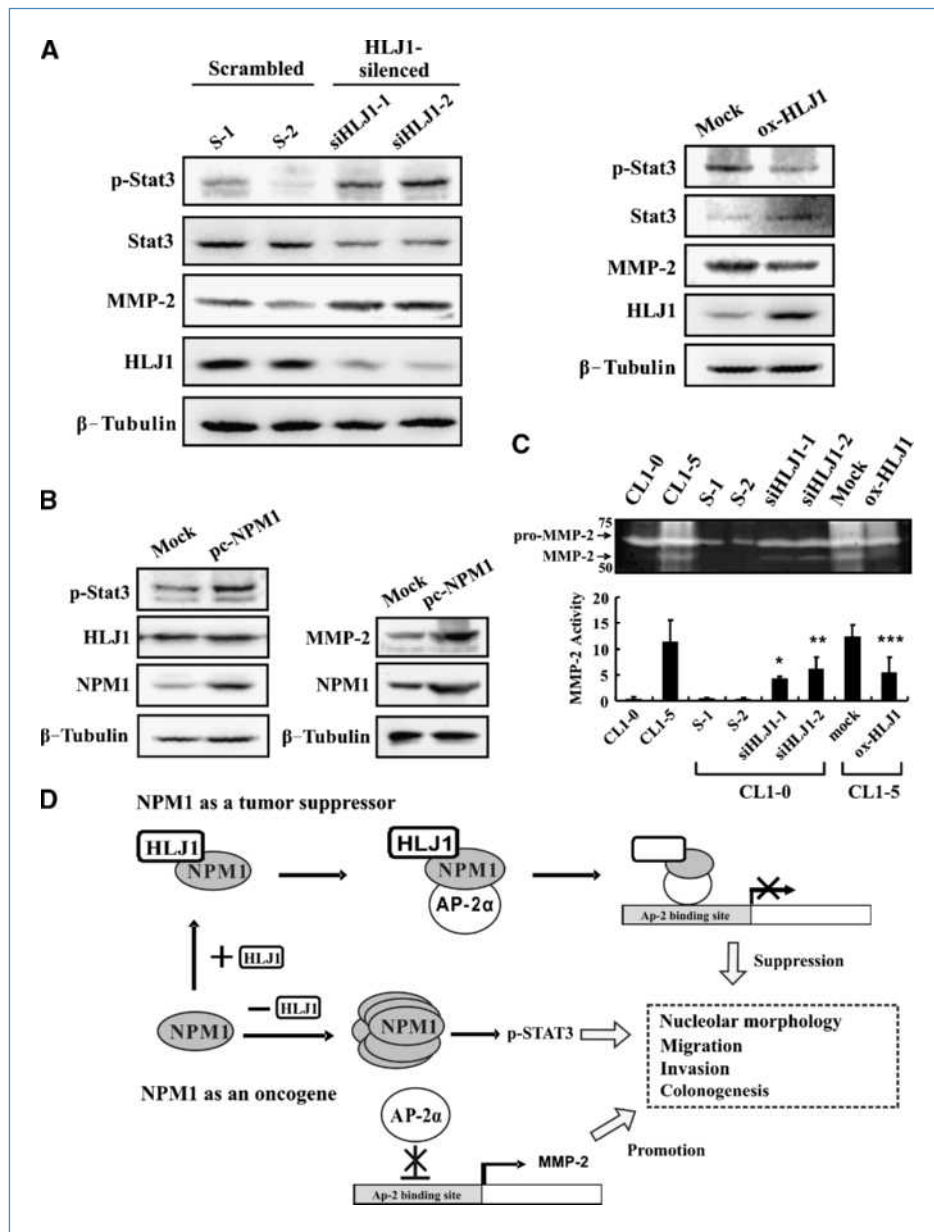 A
Scrambled
HLJ1-
silenced
S-1
S-2
siHLJ1-1
siHLJ1-2
p-Stat3
Stat3
MMP-2
HLJ1
β-Tubulin
Mock
ox-HLJ1
p-Stat3
Stat3
MMP-2
HLJ1
β-Tubulin
B
Mock
pc-NPM1
p-Stat3
HLJ1
NPM1
β-Tubulin
Mock
pc-NPM1
MMP-2
NPM1
β-Tubulin
C
CL1-0
CL1-5
S-1
S-2
siHLJ1-1
siHLJ1-2
Mock
ox-HLJ1
75
pro-MMP-2
MMP-2
50
MMP-2 Activity
20
15
10
5
0
*
**
***
CL1-0
CL1-5
S-1
S-2
siHLJ1-1
siHLJ1-2
mock
ox-HLJ1
CL1-0
CL1-5
D
NPM1 as a tumor suppressor
HLJ1
NPM1
HLJ1
NPM1
AP-2α
Ap-2 binding site
+ HLJ1
Suppression
NPM1
− HLJ1
NPM1
p-STAT3
Nucleolar morphology
Migration
Invasion
Colonogenesis
NPM1 as an oncogene
AP-2α
Promotion
MMP-2
Ap-2 binding site